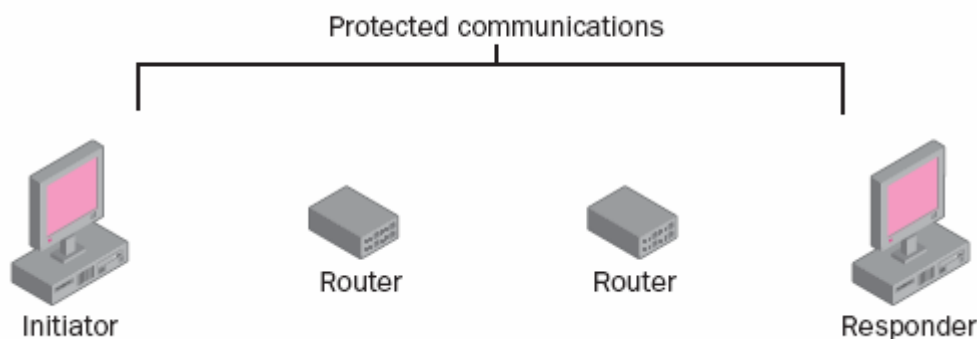 Protected communications
Router
Router
Initiator
Responder